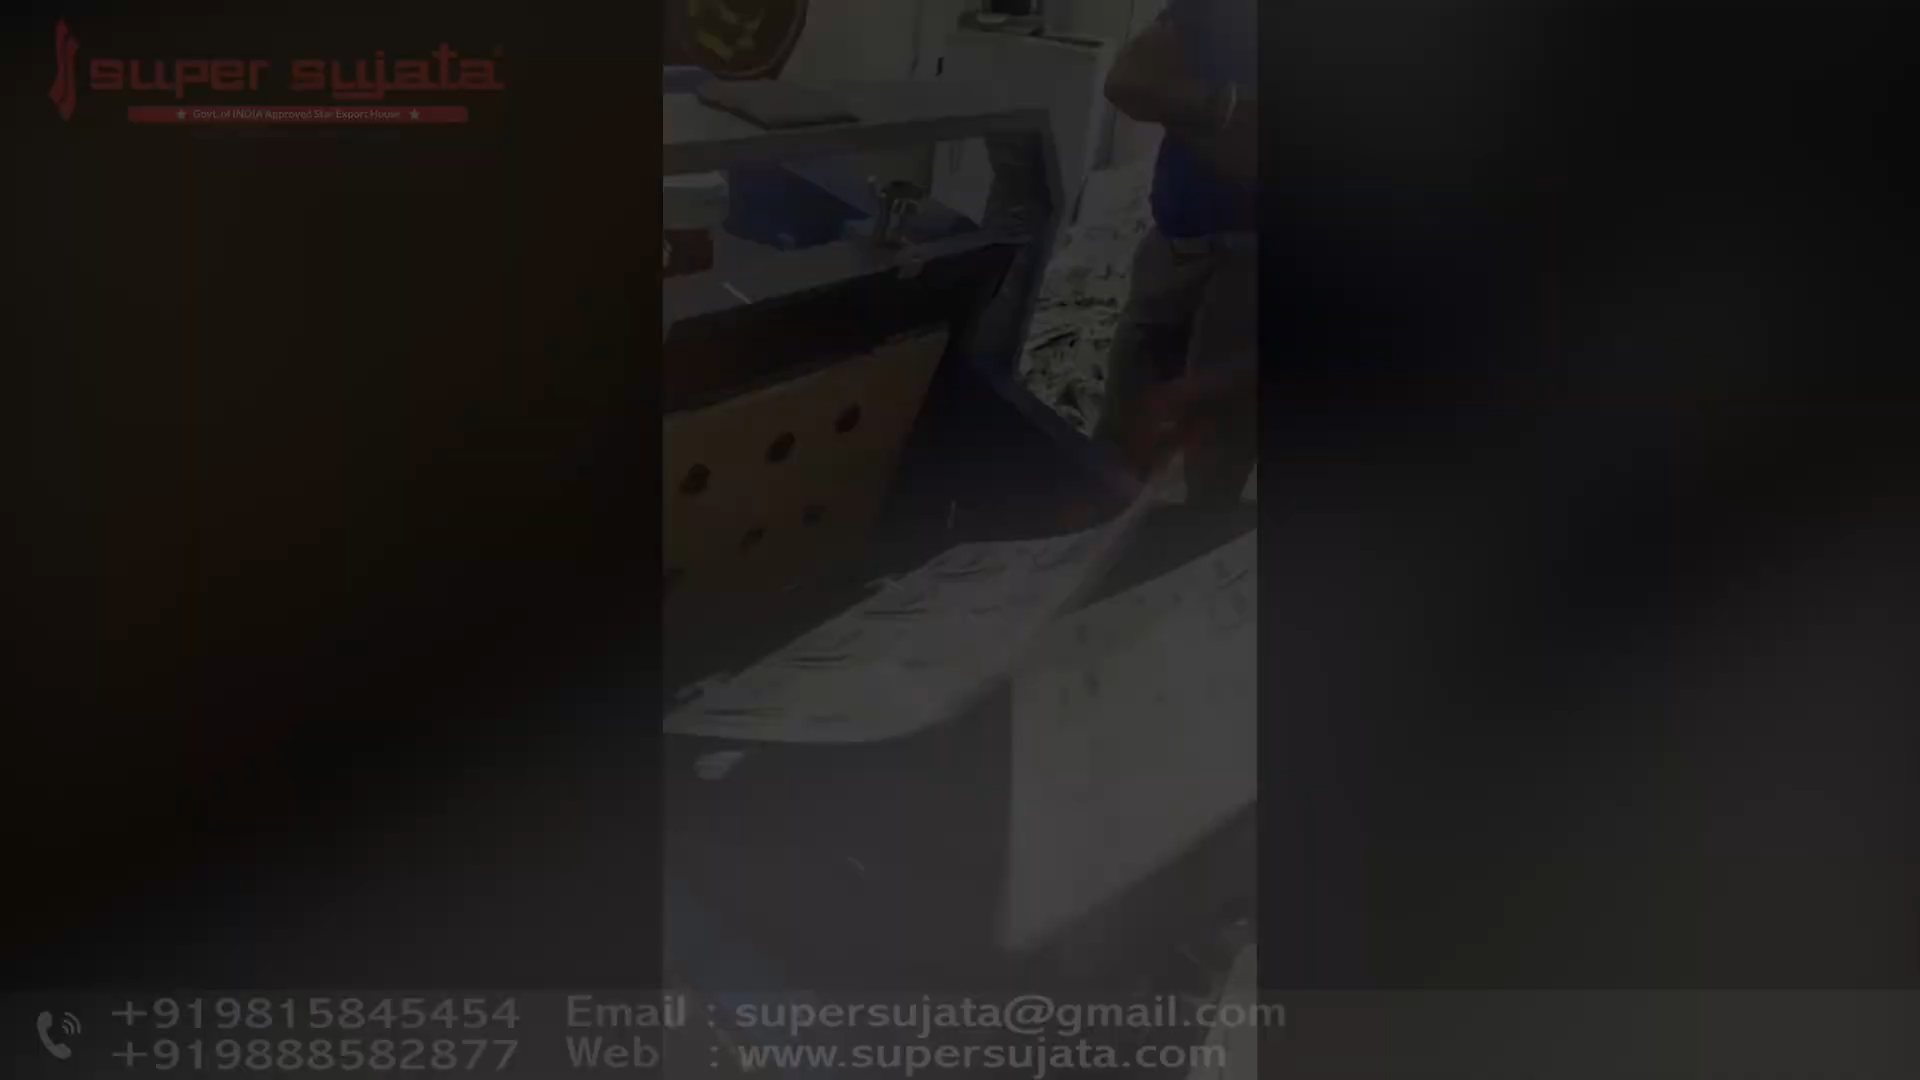 super sujata
★ Govt. of INDIA Approved Star Export House ★
+919815845454 Email : supersujata@gmail.com
+919888582877 Web : www.supersujata.com